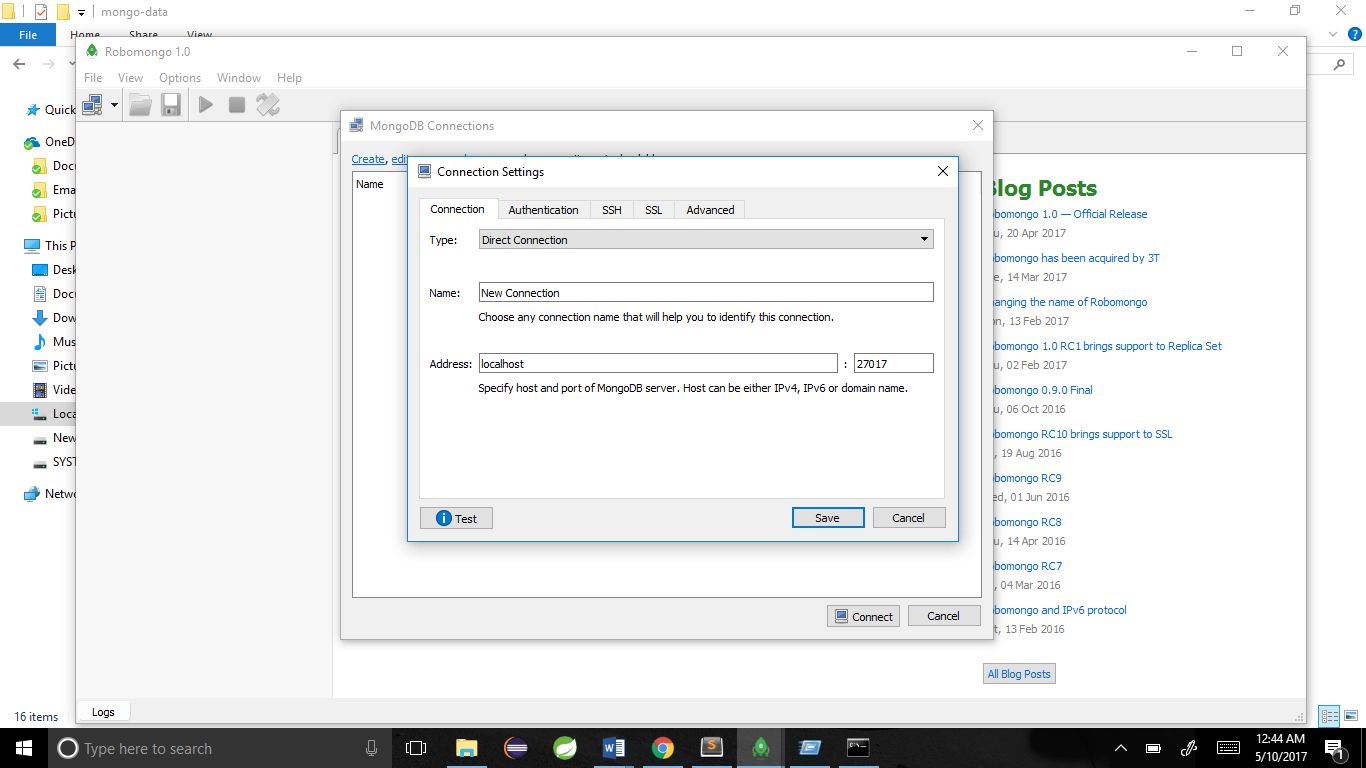 mongo-data
File Home Share View
Robomongo 1.0
File View Options Window Help
Quick
OneD
Docu
Ema
Pictu
This P
Desk
Docu
Dow
Mus
Pictu
Vide
Loca
New
SYST
Netwo
16 items
MongoDB Connections
Create, edi
Name
Connection Settings
Connection Authentication SSH SSL Advanced
Type: Direct Connection
Name: New Connection
Choose any connection name that will help you to identify this connection.
Address: localhost : 27017
Specify host and port of MongoDB server. Host can be either IPv4, IPv6 or domain name.
Test Save Cancel
Connect Cancel
Blog Posts
obomongo 1.0 — Official Release
u, 20 Apr 2017
obomongo has been acquired by 3T
e, 14 Mar 2017
anging the name of Robomongo
on, 13 Feb 2017
obomongo 1.0 RC1 brings support to Replica Set
u, 02 Feb 2017
obomongo 0.9.0 Final
u, 06 Oct 2016
obomongo RC10 brings support to SSL
, 19 Aug 2016
obomongo RC9
ed, 01 Jun 2016
obomongo RC8
u, 14 Apr 2016
obomongo RC7
, 04 Mar 2016
obomongo and IPv6 protocol
t, 13 Feb 2016
All Blog Posts
Logs
Type here to search
12:44 AM
5/10/2017
1